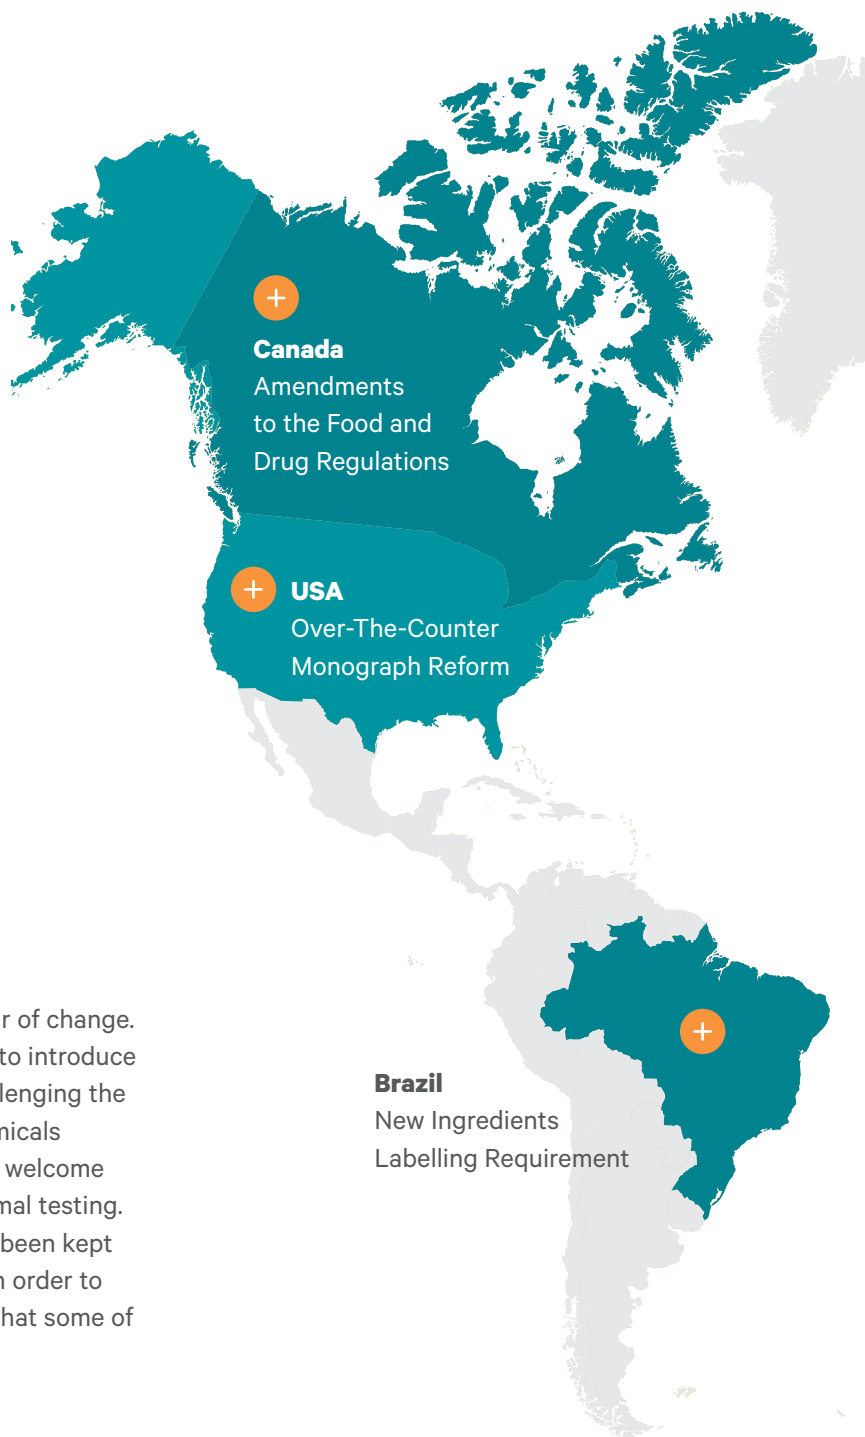 Canada
Amendments
to the Food and
Drug Regulations
USA
Over-The-Counter
Monograph Reform
Brazil
New Ingredients
Labelling Requirement
r of change.
to introduce
lenging the
micals
welcome
mal testing.
been kept
n order to
hat some of